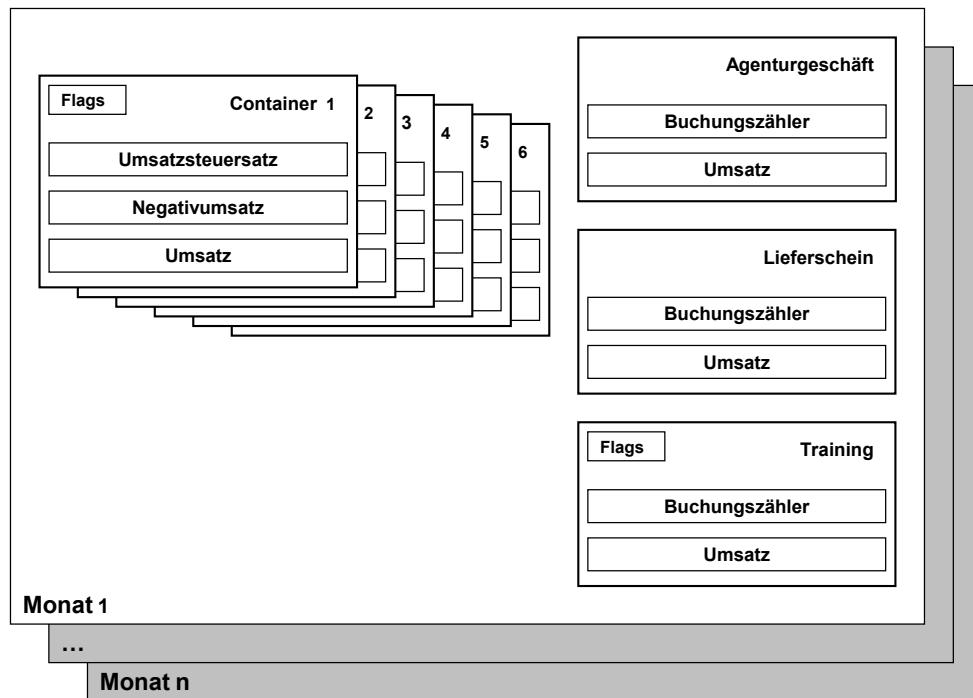 Flags
Container 1
Umsatzsteuersatz
Negativumsatz
Umsatz
2
3
4
5
6
Agenturgeschäft
Buchungszähler
Umsatz
Lieferschein
Buchungszähler
Umsatz
Flags
Training
Buchungszähler
Umsatz
Monat 1
...
Monat n